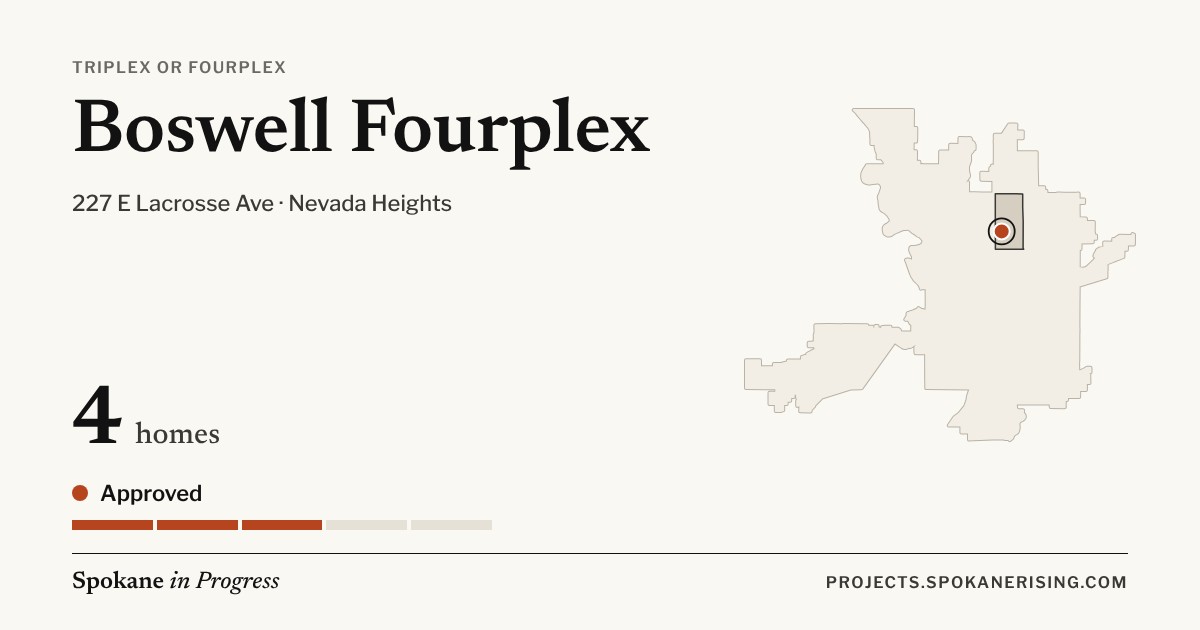 TRIPLEX OR FOURPLEX
Boswell Fourplex
227 E Lacrosse Ave · Nevada Heights
4 homes
Approved
Spokane in Progress
PROJECTS.SPOKANERISING.COM